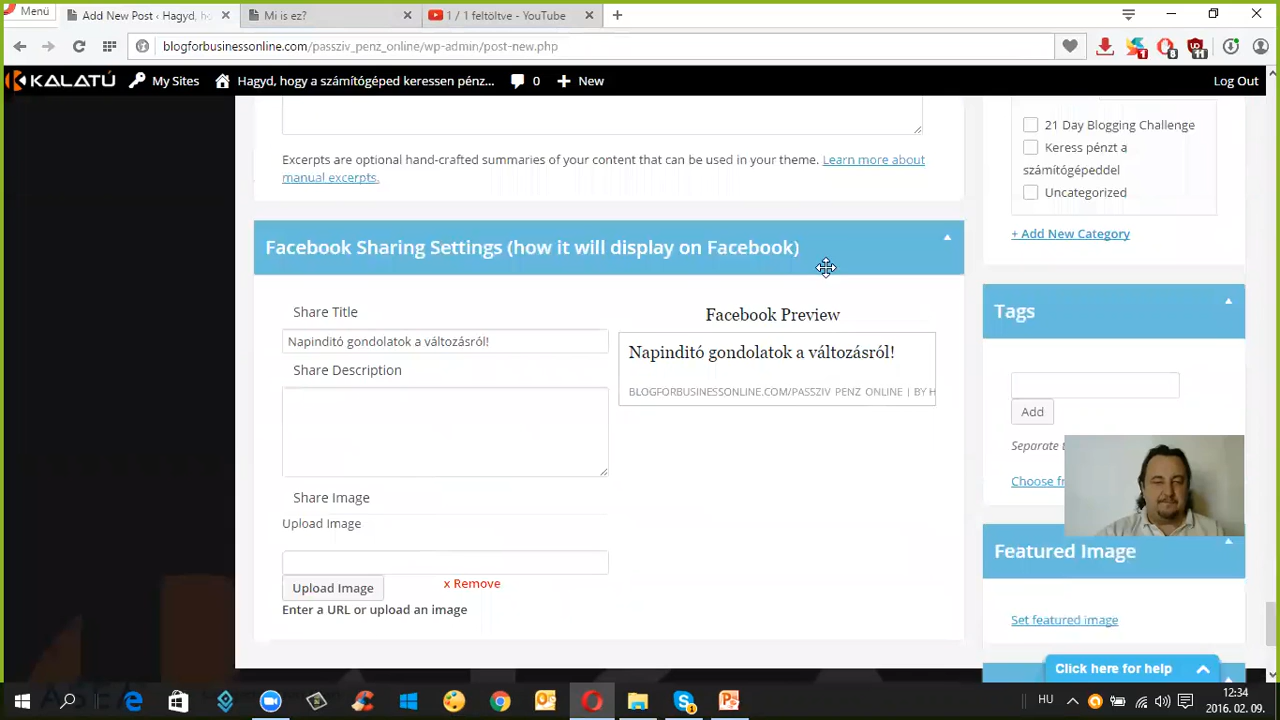 Menü
Add New Post ‹ Hagyd, ho
Mi is ez?
1 / 1 feltöltve - YouTube
blogforbusinessonline.com/passziv_penz_online/wp-admin/post-new.php
1
8
11
KALATÚ
My Sites
Hagyd, hogy a számítógéped keressen pénz...
0
New
Log Out
Excerpts are optional hand-crafted summaries of your content that can be used in your theme. Learn more about
manual excerpts.
Facebook Sharing Settings (how it will display on Facebook)
Share Title
Napinditó gondolatok a változásról!
Share Description
Share Image
Upload Image
Upload Image
x Remove
Enter a URL or upload an image
Facebook Preview
Napinditó gondolatok a változásról!
BLOGFORBUSINESSONLINE.COM/PASSZIV_PENZ_ONLINE | BY H
21 Day Blogging Challenge
Keress pénzt a
számítógépeddel
Uncategorized
+ Add New Category
Tags
Add
Separate
Choose
Featured Image
Set featured image
Click here for help
HU
12:34
2016. 02. 09.